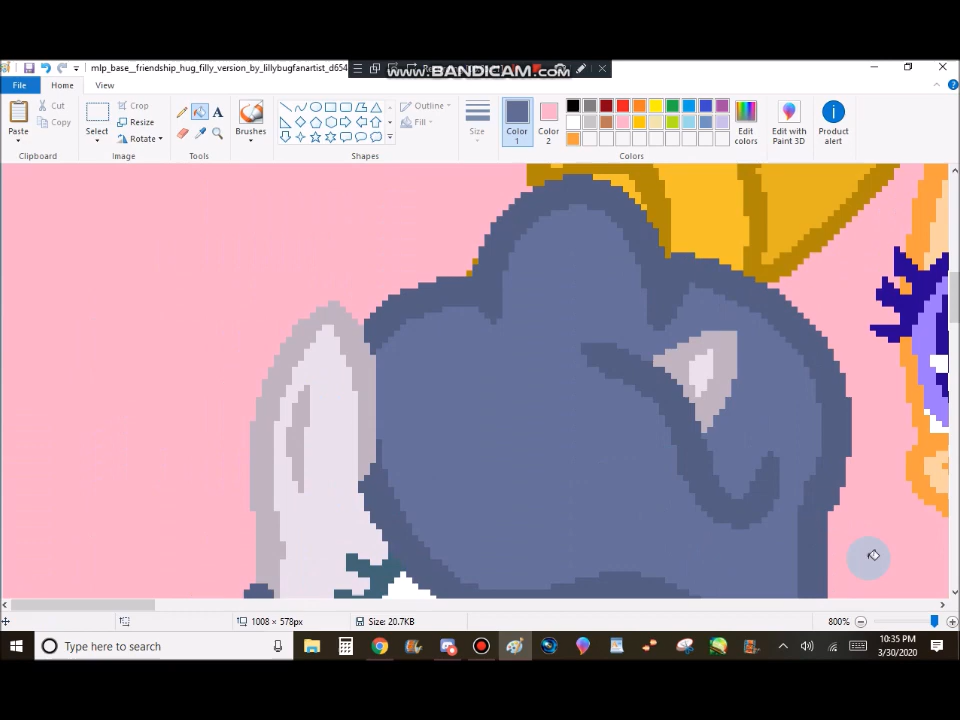 mlp_base__friendship_hug_filly_version_by_lillybugfanartist_d654
www.BANDICAM.com
File
Home
View
Paste
Cut
Copy
Clipboard
Select
Crop
Resize
Rotate
Image
A
Tools
Brushes
Shapes
Outline
Fill
Size
Color 1
Color 2
Edit colors
Colors
Edit with Paint 3D
Product alert
1008 × 578px
Size: 20.7KB
800%
Type here to search
10:35 PM
3/30/2020